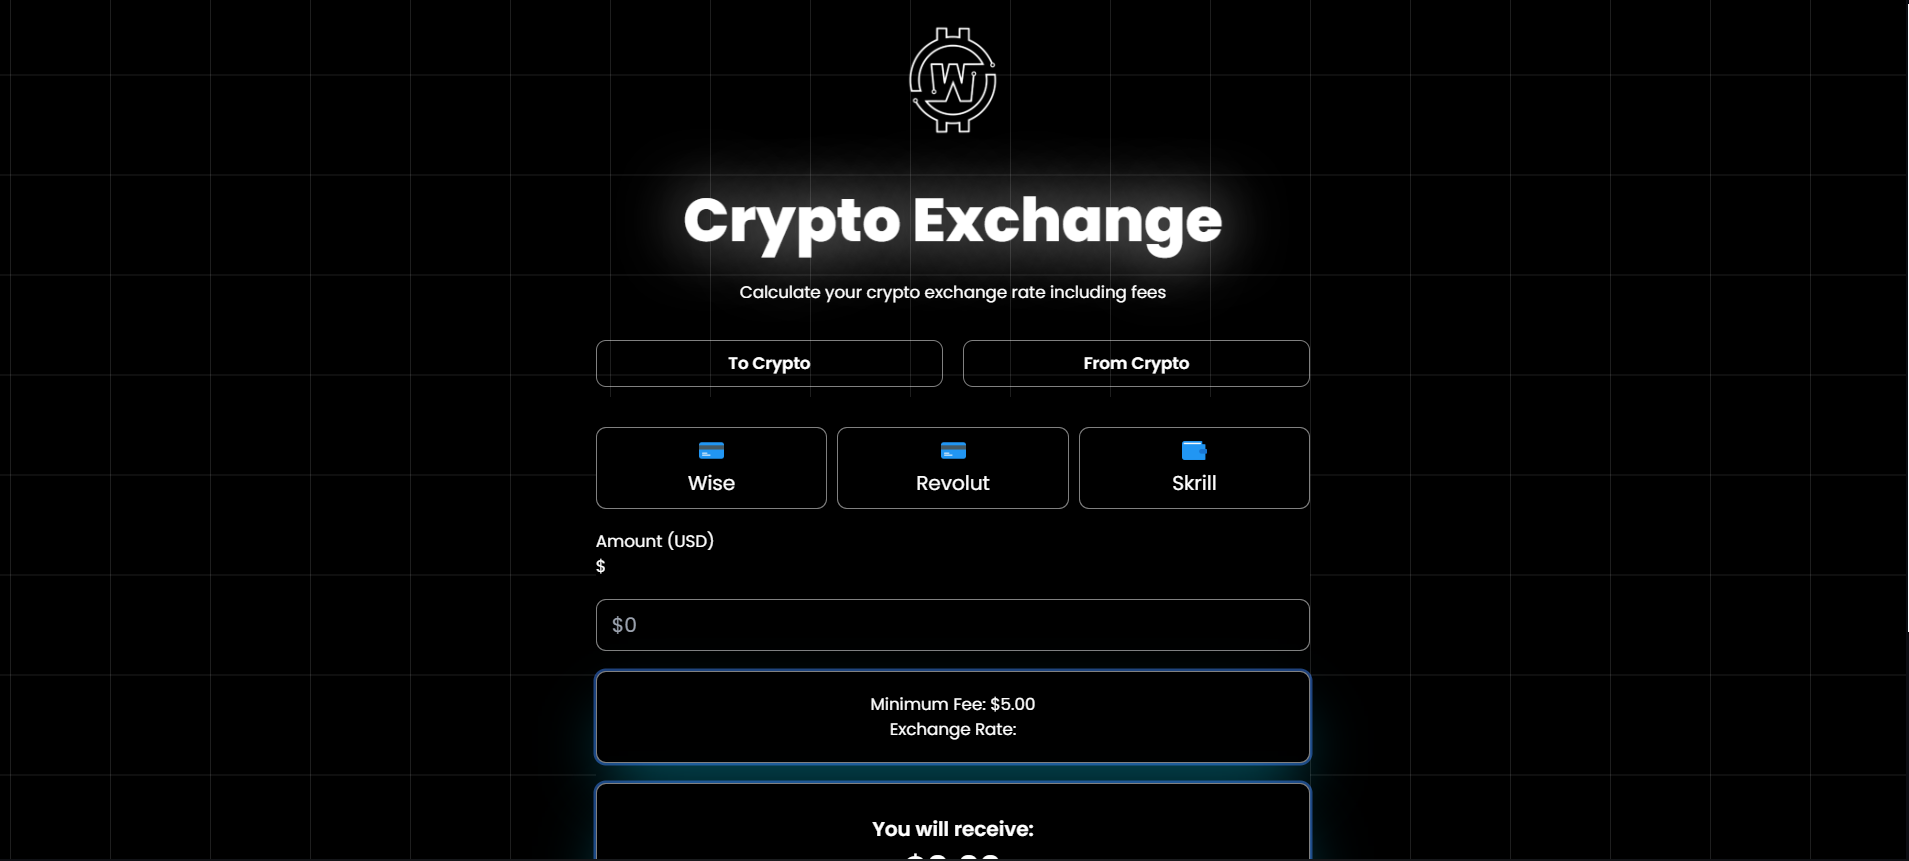 W
Crypto Exchange
Calculate your crypto exchange rate including fees
To Crypto
From Crypto
Wise
Revolut
Skrill
Amount (USD)
$
$0
Minimum Fee: $5.00
Exchange Rate:
You will receive: